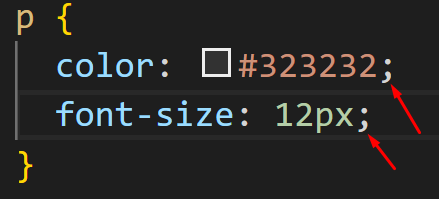 p {
color: #323232;
font-size: 12px;
}